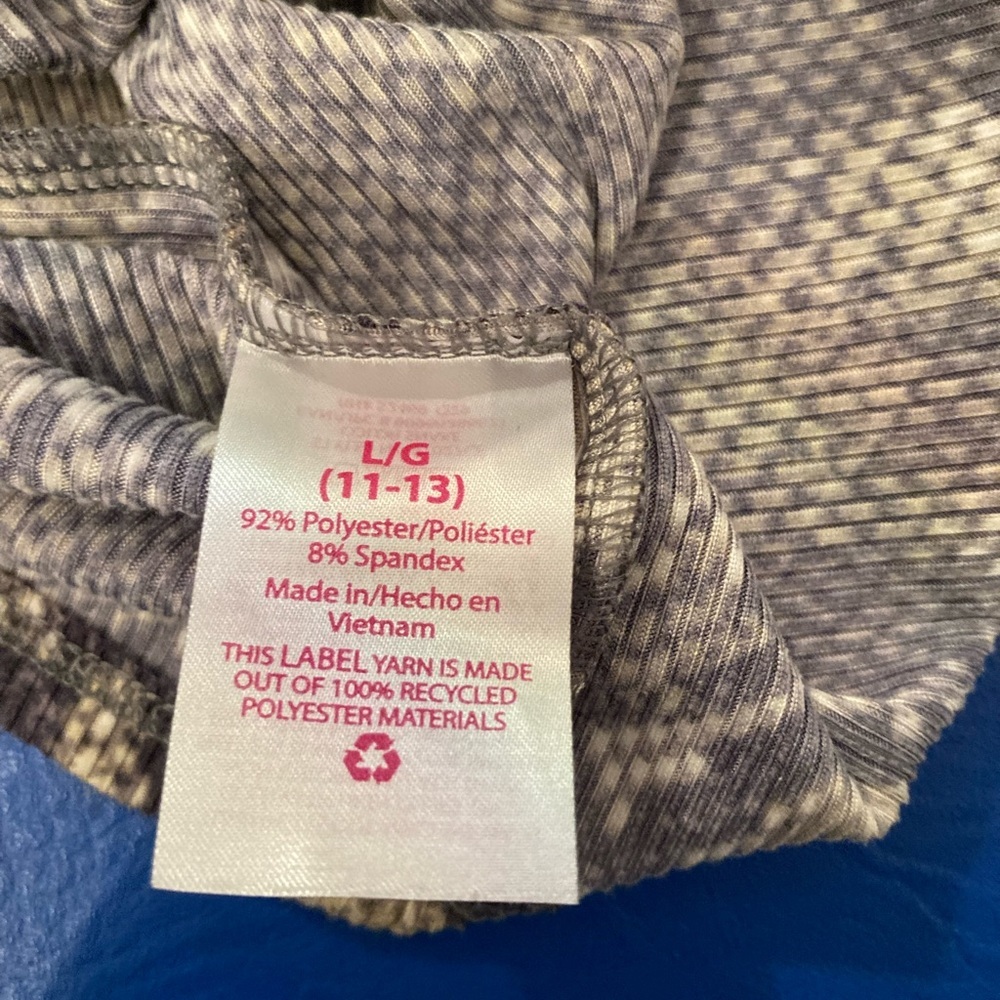 L/G
(11-13)
92% Polyester/Poliéster
8% Spandex
Made in/Hecho en
Vietnam
THIS LABEL YARN IS MADE
OUT OF 100% RECYCLED
POLYESTER MATERIALS